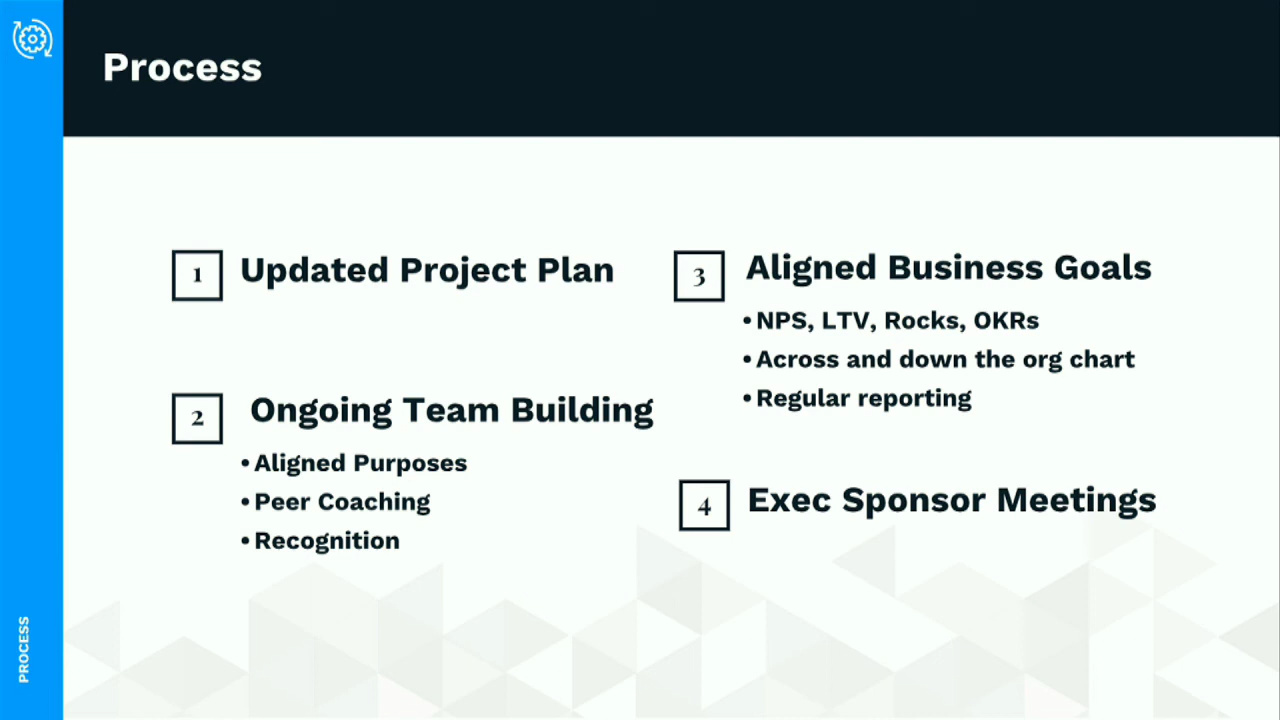 Process
1 Updated Project Plan
2 Ongoing Team Building
• Aligned Purposes
• Peer Coaching
• Recognition
3 Aligned Business Goals
• NPS, LTV, Rocks, OKRs
• Across and down the org chart
• Regular reporting
4 Exec Sponsor Meetings
PROCESS